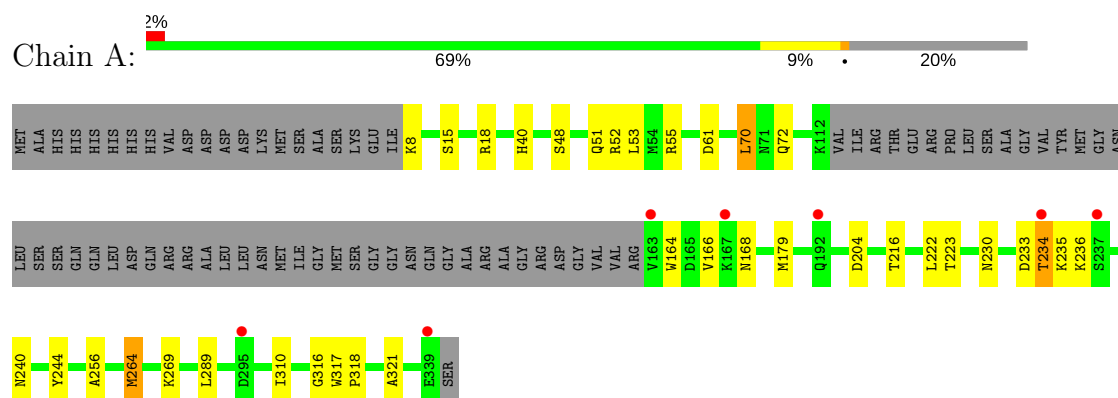 2%
Chain A:
69% 9% • 20%
MET ALA HIS HIS HIS HIS HIS HIS VAL ASP ASP ASP ASP LYS MET SER ALA SER LYS GLU ILE K8 S15 R18 H40 S48 Q51 R52 L53 M54 R55 D61 L70 N71 Q72 K112 VAL ILE ARG THR GLU ARG PRO LEU SER ALA GLY VAL TYR MET GLY ASN
LEU SER SER GLN GLN LEU ASP GLN ARG ARG ALA LEU LEU ASN MET ILE GLY MET SER GLY GLY ASN GLN GLY ALA ALA ARG ALA GLY ARG ASP GLY VAL VAL ARG V163 W164 D165 V166 K167 N168 M179 Q192 D204 T216 L222 T223 N230 D233 T234 K235 K236 S237
N240 Y244 A256 M264 K269 L289 D295 I310 G316 W317 P318 A321 E339 SER